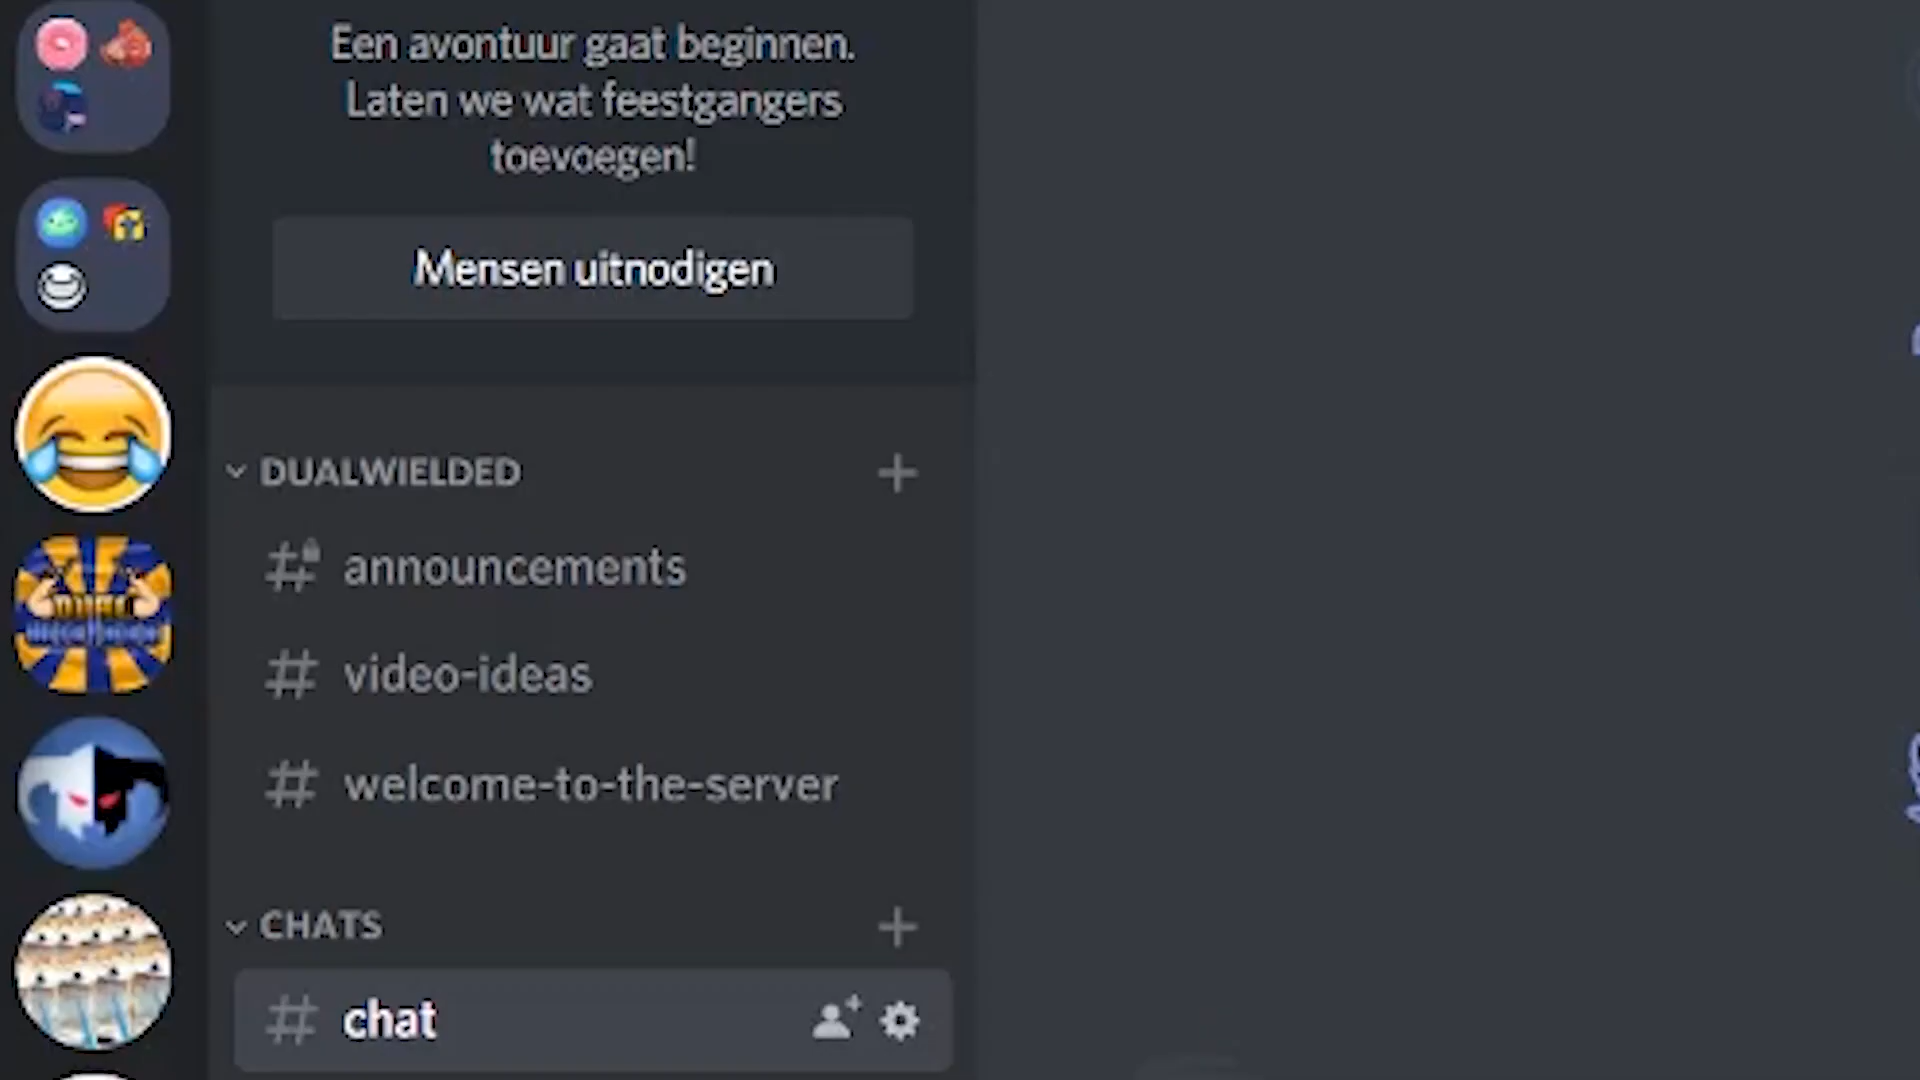 Een avontuur gaat beginnen.
Laten we wat feestgangers
toevoegen!
Mensen uitnodigen
DUALWIELDED
announcements
video-ideas
welcome-to-the-server
CHATS
chat